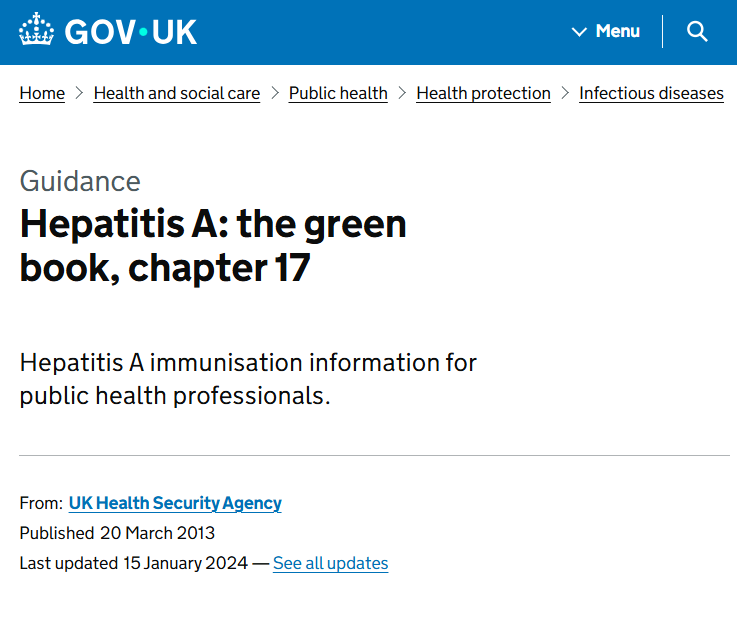 GOV·UK
Menu
Home > Health and social care > Public health > Health protection > Infectious diseases
Guidance
Hepatitis A: the green
book, chapter 17
Hepatitis A immunisation information for
public health professionals.
From: UK Health Security Agency
Published 20 March 2013
Last updated 15 January 2024 — See all updates